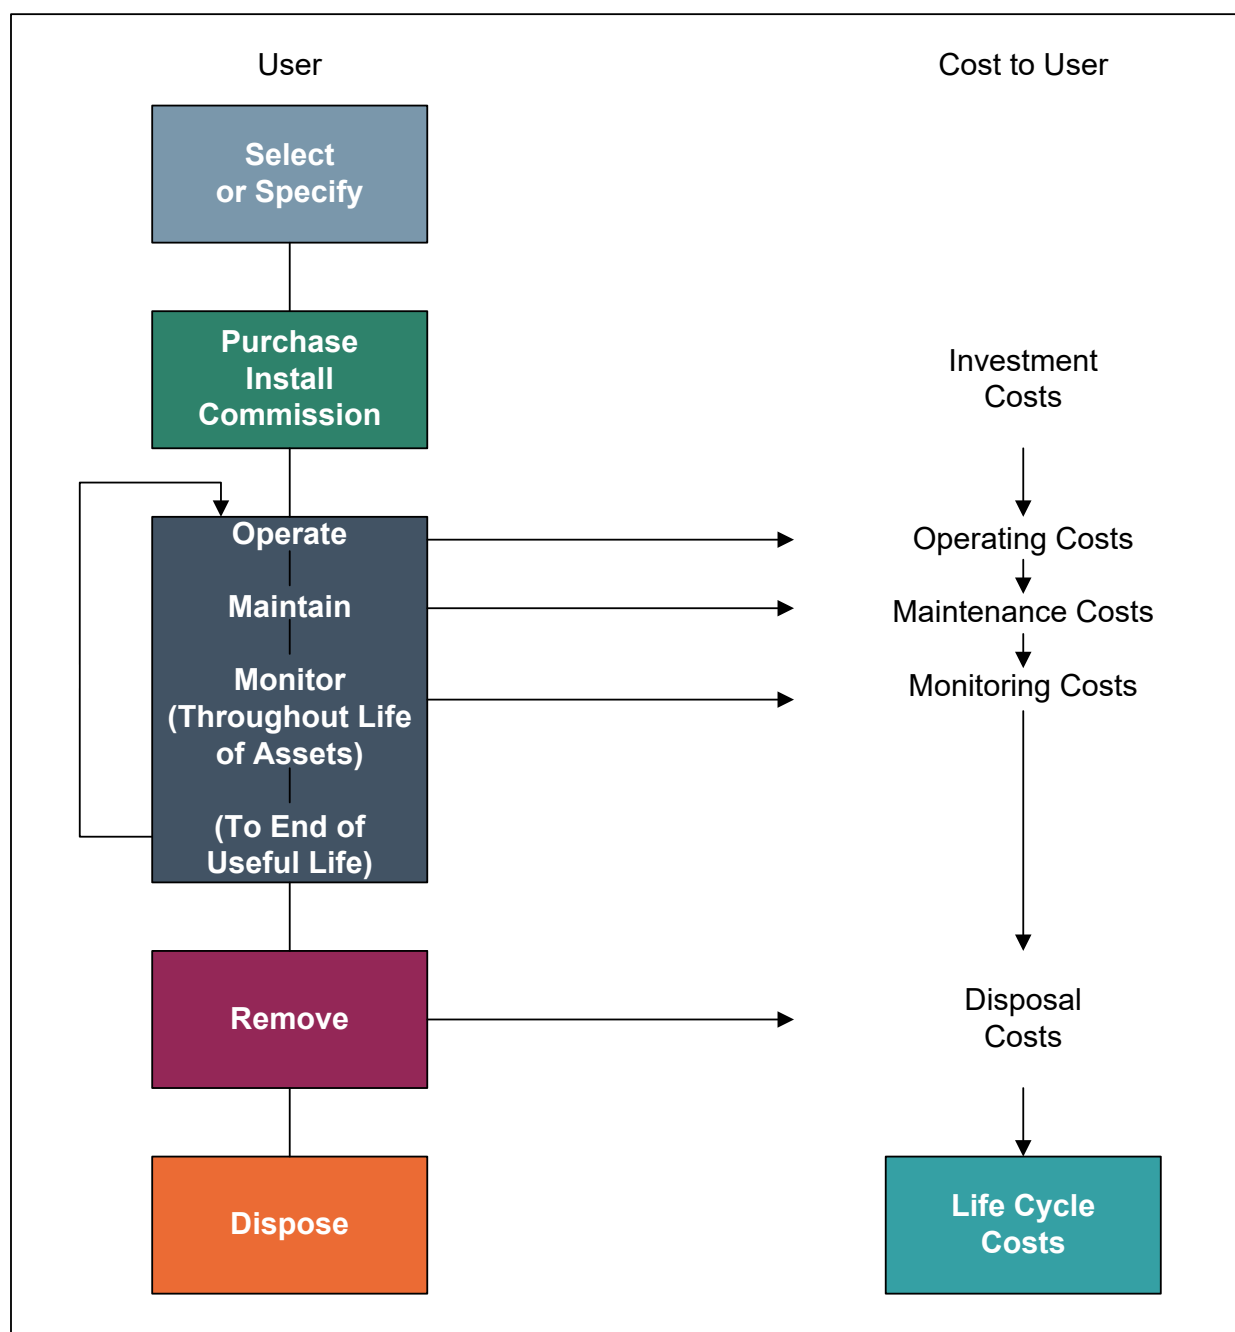 User
Cost to User
Select
or Specify
Purchase
Install
Commission
Investment
Costs
Operate
Operating Costs
Maintain
Maintenance Costs
Monitor
(Throughout Life
of Assets)
Monitoring Costs
(To End of
Useful Life)
Remove
Disposal
Costs
Dispose
Life Cycle
Costs